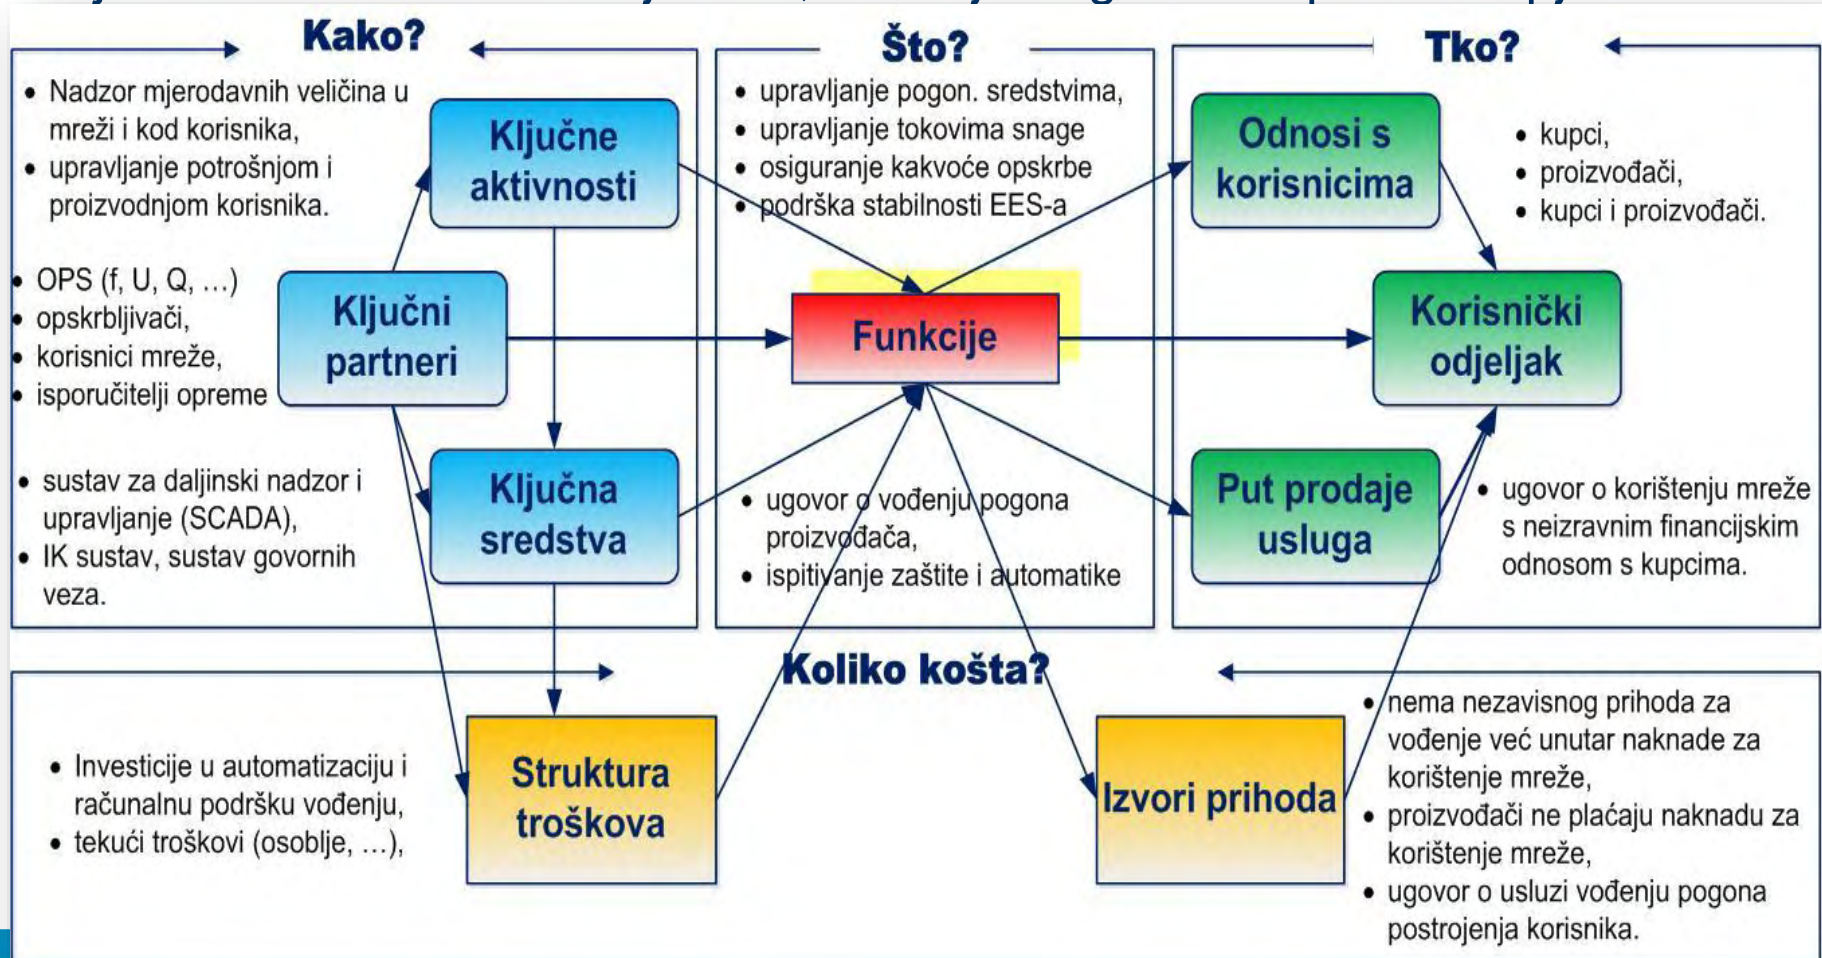 Kako?
• Nadzor mjerodavnih veličina u
mreži i kod korisnika,
• upravljanje potrošnjom i
proizvodnjom korisnika.
Ključne
aktivnosti
• OPS (f, U, Q, …)
• opskrbljivači,
• korisnici mreže,
• isporučitelji opreme
Ključni
partneri
• sustav za daljinski nadzor i
upravljanje (SCADA),
• IK sustav, sustav govornih
veza.
Ključna
sredstva
Što?
• upravljanje pogon. sredstvima,
• upravljanje tokovima snage
• osiguranje kakvoće opskrbe
• podrška stabilnosti EES-a
Funkcije
• ugovor o vođenju pogona
proizvođača,
• ispitivanje zaštite i automatike
Tko?
Odnosi s
korisnicima
• kupci,
• proizvođači,
• kupci i proizvođači.
Korisnički
odjeljak
Put prodaje
usluga
• ugovor o korištenju mreže
s neizravnim financijskim
odnosom s kupcima.
Koliko košta?
• Investicije u automatizaciju i
računalnu podršku vođenju,
• tekući troškovi (osoblje, …),
Struktura
troškova
Izvori prihoda
• nema nezavisnog prihoda za
vođenje već unutar naknade za
korištenje mreže,
• proizvođači ne plaćaju naknadu za
korištenje mreže,
• ugovor o usluzi vođenju pogona
postrojenja korisnika.